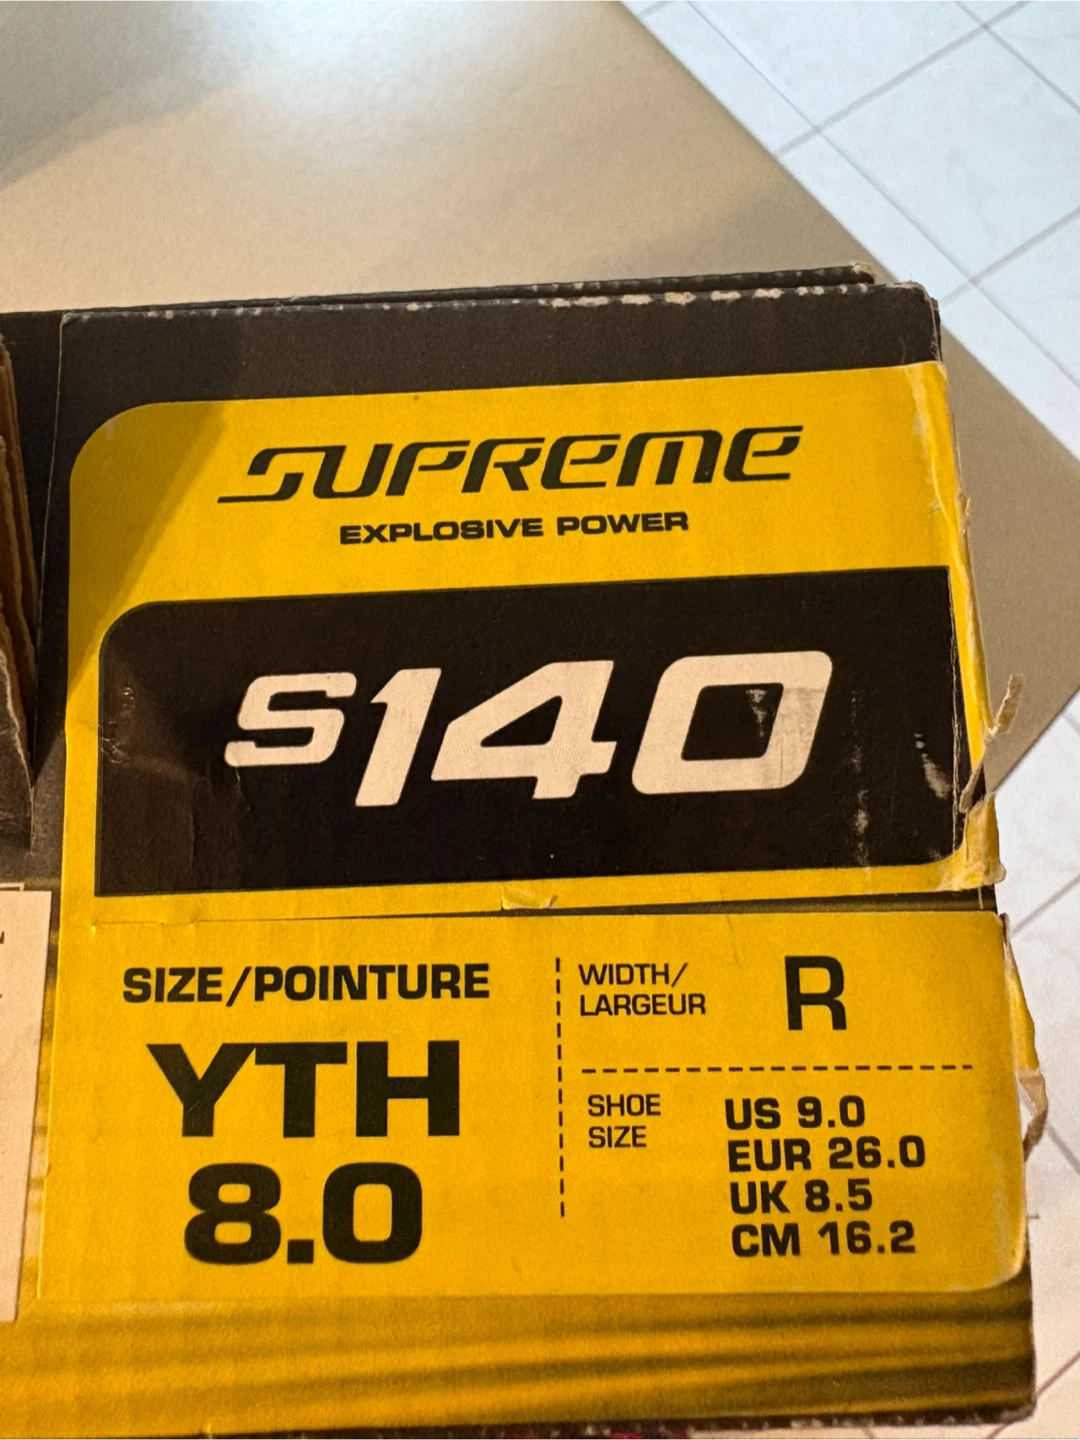 SUPREME
EXPLOSIVE POWER
S140
SIZE/POINTURE
YTH
8.0
WIDTH/
LARGEUR
R
SHOE
SIZE
US 9.0
EUR 26.0
UK 8.5
CM 16.2